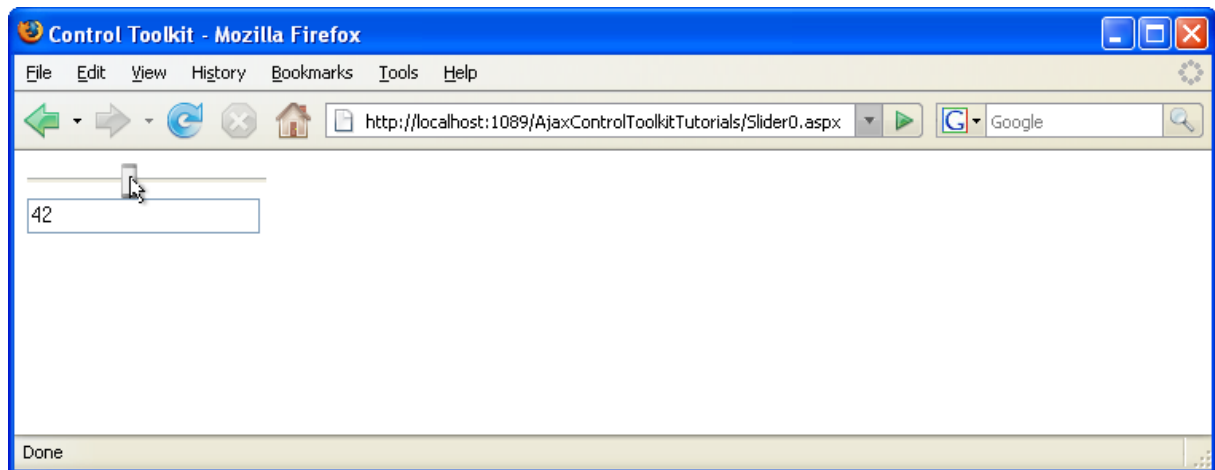 Control Toolkit - Mozilla Firefox
File Edit View History Bookmarks Tools Help
http://localhost:1089/AjaxControlToolkitTutorials/Slider0.aspx G Google
42
Done